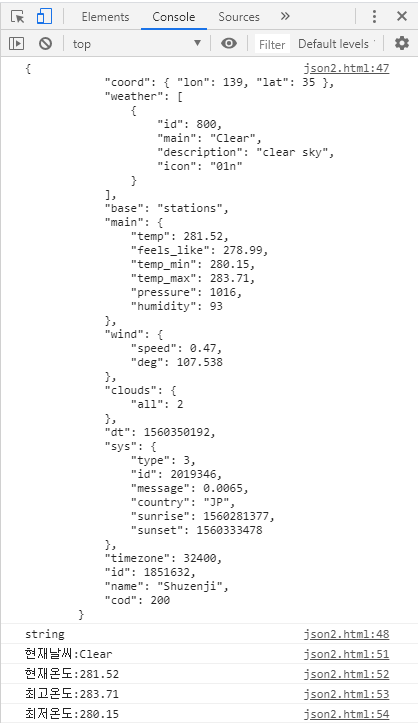 Elements Console Sources »
top Filter Default levels
{ json2.html:47
"coord": { "lon": 139, "lat": 35 },
"weather": [
{
"id": 800,
"main": "Clear",
"description": "clear sky",
"icon": "01n"
}
],
"base": "stations",
"main": {
"temp": 281.52,
"feels_like": 278.99,
"temp_min": 280.15,
"temp_max": 283.71,
"pressure": 1016,
"humidity": 93
},
"wind": {
"speed": 0.47,
"deg": 107.538
},
"clouds": {
"all": 2
},
"dt": 1560350192,
"sys": {
"type": 3,
"id": 2019346,
"message": 0.0065,
"country": "JP",
"sunrise": 1560281377,
"sunset": 1560333478
},
"timezone": 32400,
"id": 1851632,
"name": "Shuzenji",
"cod": 200
}
string json2.html:48
현재날씨:Clear json2.html:51
현재온도:281.52 json2.html:52
최고온도:283.71 json2.html:53
최저온도:280.15 json2.html:54